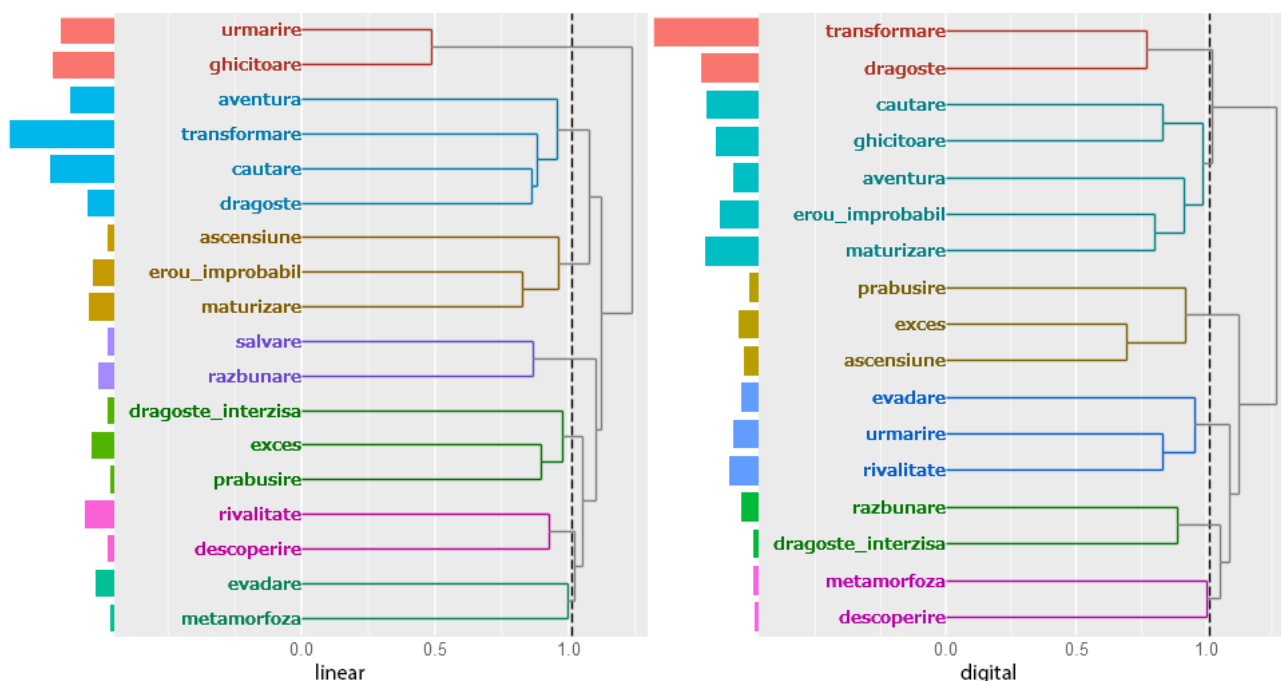 urmarire
ghicitoare
aventura
transformare
cautare
dragoste
ascensiune
erou_improbabil
maturizare
salvare
razbunare
dragoste_interzisa
exces
prabusire
rivalitate
descoperire
evadare
metamorfoza
0.0 0.5 1.0
linear
transformare
dragoste
cautare
ghicitoare
aventura
erou_improbabil
maturizare
prabusire
exces
ascensiune
evadare
urmarire
rivalitate
razbunare
dragoste_interzisa
metamorfoza
descoperire
0.0 0.5 1.0
digital